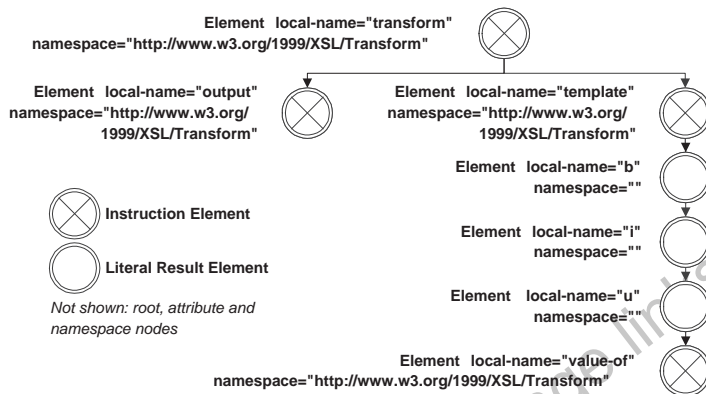 Element local-name="transform"
namespace="http://www.w3.org/1999/XSL/Transform"
Element local-name="output"
namespace="http://www.w3.org/
1999/XSL/Transform"
Element local-name="template"
namespace="http://www.w3.org/
1999/XSL/Transform"
Element local-name="b"
namespace=""
Instruction Element
Element local-name="i"
namespace=""
Literal Result Element
Not shown: root, attribute and
namespace nodes
Element local-name="u"
namespace=""
Element local-name="value-of"
namespace="http://www.w3.org/1999/XSL/Transform"